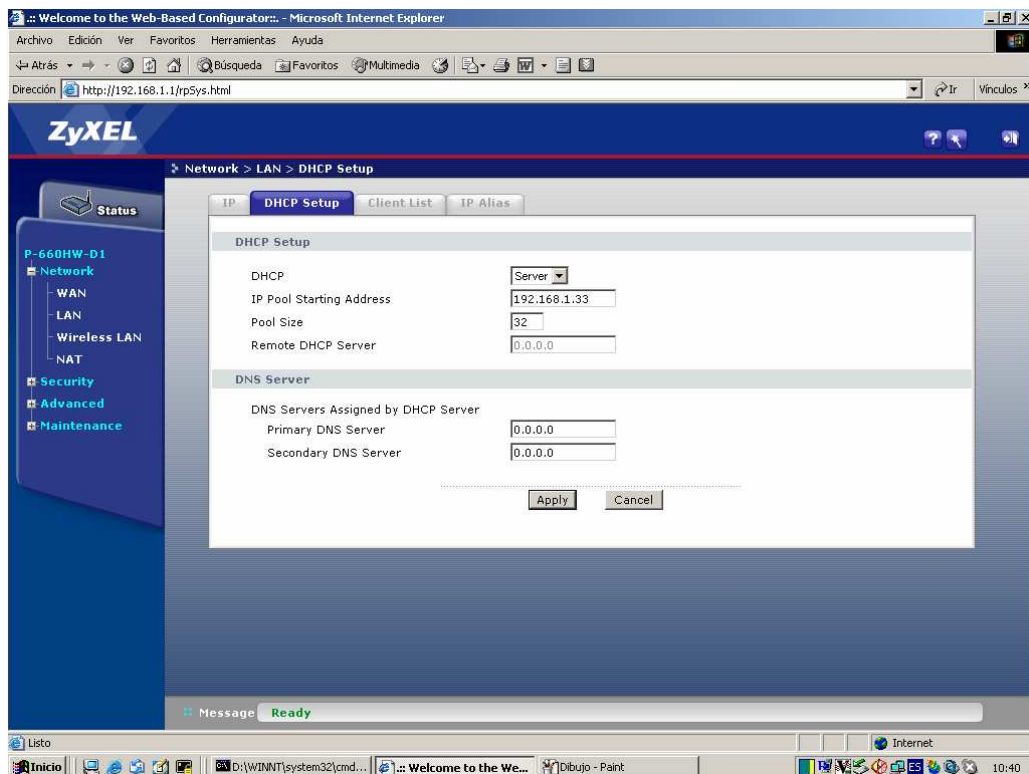 .:: Welcome to the Web-Based Configurator::. - Microsoft Internet Explorer
Archivo Edición Ver Favoritos Herramientas Ayuda
Atrás Búsqueda Favoritos Multimedia
Dirección http://192.168.1.1/rpSys.html Ir Vínculos »
ZyXEL
Network > LAN > DHCP Setup
Status
IP DHCP Setup Client List IP Alias
P-660HW-D1
Network
WAN
LAN
Wireless LAN
NAT
Security
Advanced
Maintenance
DHCP Setup
DHCP Server
IP Pool Starting Address 192.168.1.33
Pool Size 32
Remote DHCP Server 0.0.0.0
DNS Server
DNS Servers Assigned by DHCP Server
Primary DNS Server 0.0.0.0
Secondary DNS Server 0.0.0.0
Apply Cancel
Message Ready
Listo Internet
Inicio D:\WINNT\system32\cmd... .:: Welcome to the We... Dibujo - Paint ES 10:40